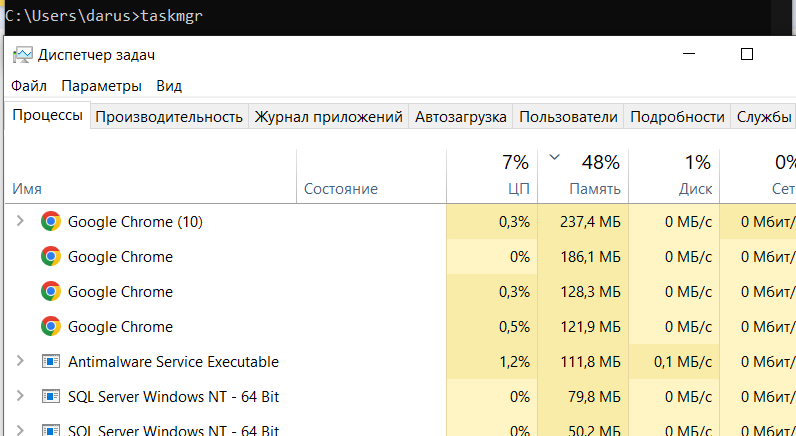 C:\Users\darus>taskmgr
Диспетчер задач
Файл Параметры Вид
Процессы Производительность Журнал приложений Автозагрузка Пользователи Подробности Службы
7% 48% 1% 0%
Имя Состояние ЦП Память Диск Сет
Google Chrome (10) 0,3% 237,4 МБ 0 МБ/с 0 Мбит/
Google Chrome 0% 186,1 МБ 0 МБ/с 0 Мбит/
Google Chrome 0,3% 128,3 МБ 0 МБ/с 0 Мбит/
Google Chrome 0,5% 121,9 МБ 0 МБ/с 0 Мбит/
Antimalware Service Executable 1,2% 111,8 МБ 0,1 МБ/с 0 Мбит/
SQL Server Windows NT - 64 Bit 0% 79,8 МБ 0 МБ/с 0 Мбит/
SQL Server Windows NT - 64 Bit 0% 50,2 МБ 0 МБ/с 0 Мбит/